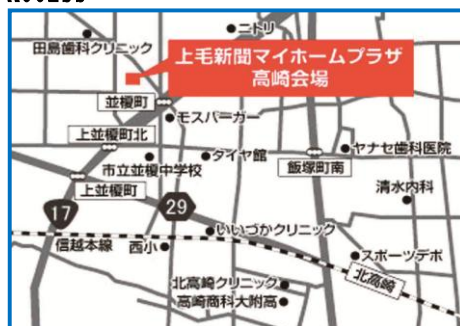 ニトリ
田島歯科クリニック
上毛新聞マイホームプラザ
高崎会場
並榎町
モスバーガー
上並榎町北
タイヤ館
ヤナセ歯科医院
市立並榎中学校
飯塚町南
上並榎町
清水内科
17
29
いいづかクリニック
信越本線
西小
スポーツデポ
北高崎
北高崎クリニック
高崎商科大附高